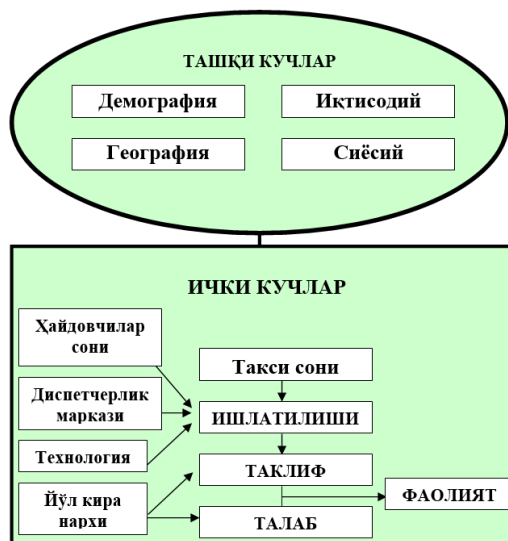 ТАШҚИ КУЧЛАР
Демография
Иқтисодий
География
Сиёсий
ИЧКИ КУЧЛАР
Ҳайдовчилар
сони
Такси сони
Диспетчерлик
маркази
ИШЛАТИЛИШИ
Технология
ТАКЛИФ
Йўл кира
нархи
ФАОЛИЯТ
ТАЛАБ